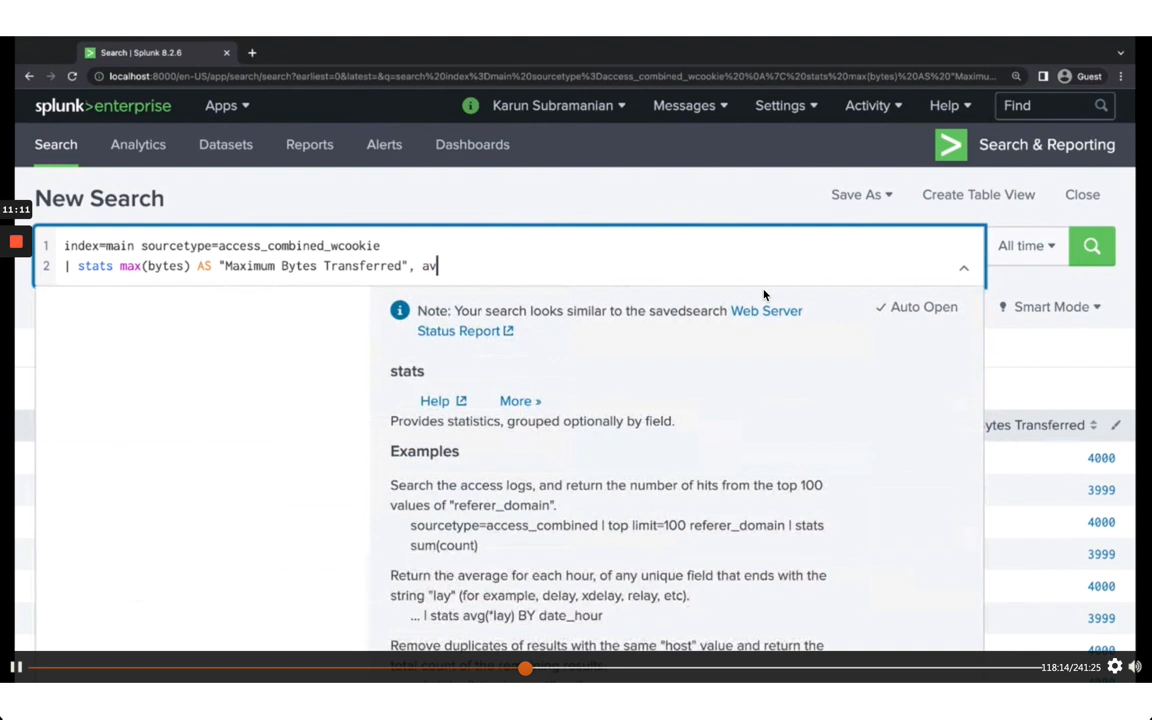 Search | Splunk 8.2.6
localhost:8000/en-US/app/search/search?earliest=0&latest=&q=search%20index%3Dmain%20sourcetype%3Daccess_combined_wcookie%20%0A%7C%20stats%20max(bytes)%20AS%20"Maximu...
Guest
splunk>enterprise Apps Karun Subramanian Messages Settings Activity Help Find
Search Analytics Datasets Reports Alerts Dashboards Search & Reporting
New Search Save As Create Table View Close
11:11
1 index=main sourcetype=access_combined_wcookie
2 | stats max(bytes) AS "Maximum Bytes Transferred", av
All time
Note: Your search looks similar to the savedsearch Web Server
Status Report
Auto Open
Smart Mode
stats
Help More »
Provides statistics, grouped optionally by field.
Examples
Search the access logs, and return the number of hits from the top 100
values of "referer_domain".
sourcetype=access_combined | top limit=100 referer_domain | stats
sum(count)
Return the average for each hour, of any unique field that ends with the
string "lay" (for example, delay, xdelay, relay, etc).
... | stats avg(*lay) BY date_hour
Remove duplicates of results with the same "host" value and return the
total count of the remaining results.
ytes Transferred
4000
3999
4000
3999
4000
3999
4000
118:14/241:25